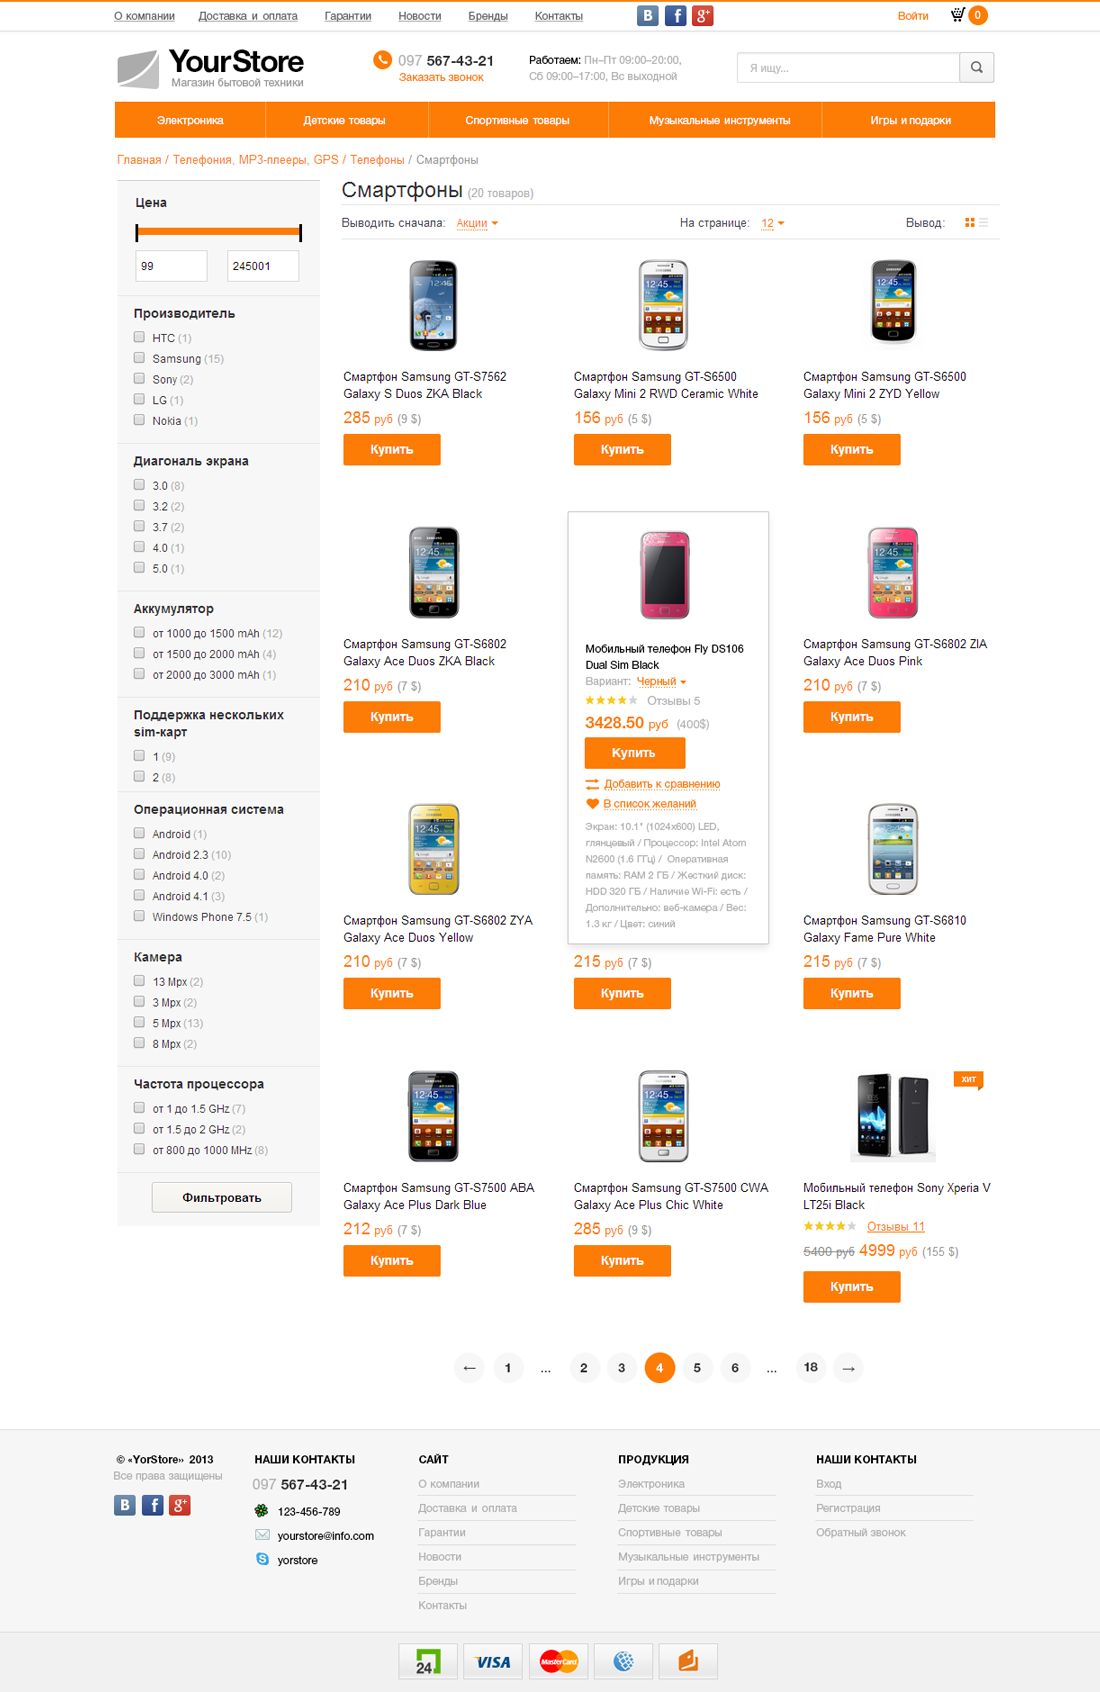 О компании Доставка и оплата Гарантии Новости Бренды Контакты
Войти 0
YourStore
Магазин бытовой техники
097 567-43-21
Заказать звонок
Работаем: Пн–Пт 09:00–20:00,
Сб 09:00–17:00, Вс выходной
Я ищу...
Электроника Детские товары Спортивные товары Музыкальные инструменты Игры и подарки
Главная / Телефония, MP3-плееры, GPS / Телефоны / Смартфоны
Цена
99 245001
Производитель
HTC (1)
Samsung (15)
Sony (2)
LG (1)
Nokia (1)
Диагональ экрана
3.0 (8)
3.2 (2)
3.7 (2)
4.0 (1)
5.0 (1)
Аккумулятор
от 1000 до 1500 mAh (12)
от 1500 до 2000 mAh (4)
от 2000 до 3000 mAh (1)
Поддержка нескольких
sim-карт
1 (9)
2 (8)
Операционная система
Android (1)
Android 2.3 (10)
Android 4.0 (2)
Android 4.1 (3)
Windows Phone 7.5 (1)
Камера
13 Mpx (2)
3 Mpx (2)
5 Mpx (13)
8 Mpx (2)
Частота процессора
от 1 до 1.5 GHz (7)
от 1.5 до 2 GHz (2)
от 800 до 1000 MHz (8)
Фильтровать
Смартфоны (20 товаров)
Выводить сначала: Акции На странице: 12 Вывод:
Смартфон Samsung GT-S7562
Galaxy S Duos ZKA Black
285 руб (9 $)
Купить
Смартфон Samsung GT-S6500
Galaxy Mini 2 RWD Ceramic White
156 руб (5 $)
Купить
Смартфон Samsung GT-S6500
Galaxy Mini 2 ZYD Yellow
156 руб (5 $)
Купить
Смартфон Samsung GT-S6802
Galaxy Ace Duos ZKA Black
210 руб (7 $)
Купить
Мобильный телефон Fly DS106
Dual Sim Black
Вариант: Черный
Отзывы 5
3428.50 руб (400$)
Купить
Добавить к сравнению
В список желаний
Экран: 10.1" (1024x600) LED,
глянцевый / Процессор: Intel Atom
N2600 (1.6 ГГц) / Оперативная
память: RAM 2 ГБ / Жесткий диск:
HDD 320 ГБ / Наличие Wi-Fi: есть /
Дополнительно: веб-камера / Вес:
1.3 кг / Цвет: синий
Смартфон Samsung GT-S6802 ZIA
Galaxy Ace Duos Pink
210 руб (7 $)
Купить
Смартфон Samsung GT-S6802 ZYA
Galaxy Ace Duos Yellow
210 руб (7 $)
Купить
215 руб (7 $)
Купить
Смартфон Samsung GT-S6810
Galaxy Fame Pure White
215 руб (7 $)
Купить
Смартфон Samsung GT-S7500 ABA
Galaxy Ace Plus Dark Blue
212 руб (7 $)
Купить
Смартфон Samsung GT-S7500 CWA
Galaxy Ace Plus Chic White
285 руб (9 $)
Купить
ХИТ
Мобильный телефон Sony Xperia V
LT25i Black
Отзывы 11
5400 руб 4999 руб (155 $)
Купить
← 1 ... 2 3 4 5 6 ... 18 →
© «YorStore» 2013
Все права защищены
НАШИ КОНТАКТЫ
097 567-43-21
123-456-789
yourstore@info.com
yorstore
САЙТ
О компании
Доставка и оплата
Гарантии
Новости
Бренды
Контакты
ПРОДУКЦИЯ
Электроника
Детские товары
Спортивные товары
Музыкальные инструменты
Игры и подарки
НАШИ КОНТАКТЫ
Вход
Регистрация
Обратный звонок
24 VISA MasterCard